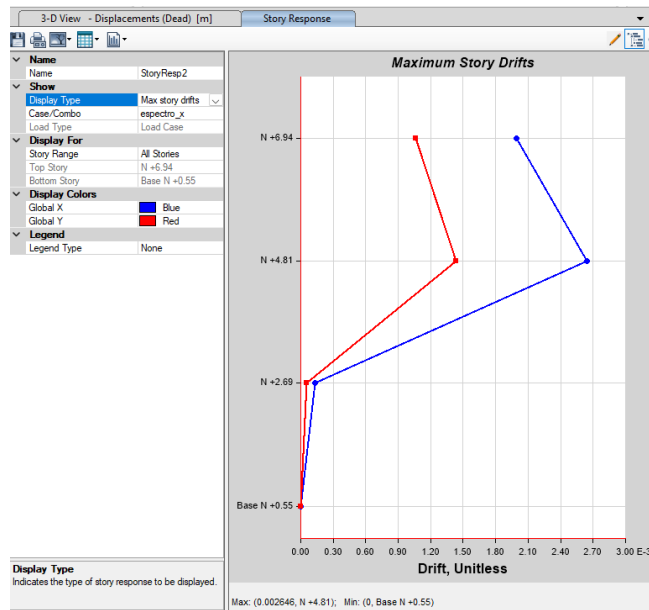 3-D View - Displacements (Dead) [m]
Story Response
Name
Name StoryResp2
Show
Display Type Max story drifts
Case/Combo espectro_x
Load Type Load Case
Display For
Story Range All Stories
Top Story N +6.94
Bottom Story Base N +0.55
Display Colors
Global X Blue
Global Y Red
Legend
Legend Type None
Display Type
Indicates the type of story response to be displayed.
Maximum Story Drifts
N +6.94
N +4.81
N +2.69
Base N +0.55
0.00 0.30 0.60 0.90 1.20 1.50 1.80 2.10 2.40 2.70 3.00 E-3
Drift, Unitless
Max: (0.002646, N +4.81); Min: (0, Base N +0.55)